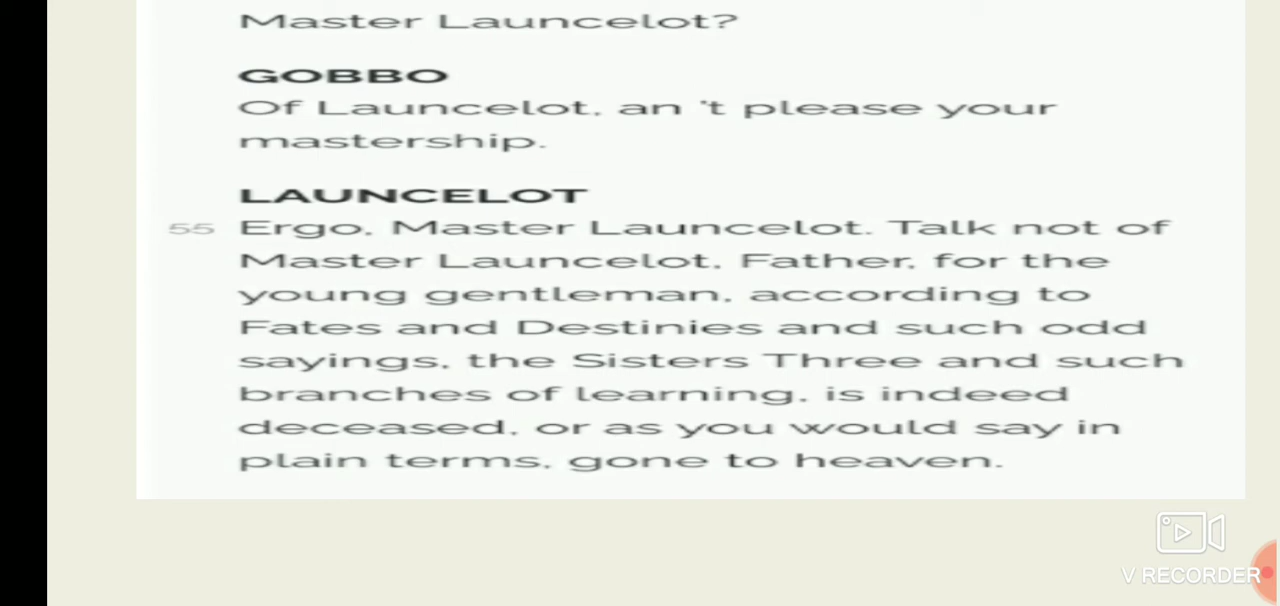 Master Launcelot?
GOBBO
Of Launcelot, an 't please your
mastership.
LAUNCELOT
55 Ergo, Master Launcelot. Talk not of
Master Launcelot, Father, for the
young gentleman, according to
Fates and Destinies and such odd
sayings, the Sisters Three and such
branches of learning, is indeed
deceased, or as you would say in
plain terms, gone to heaven.
V RECORDER